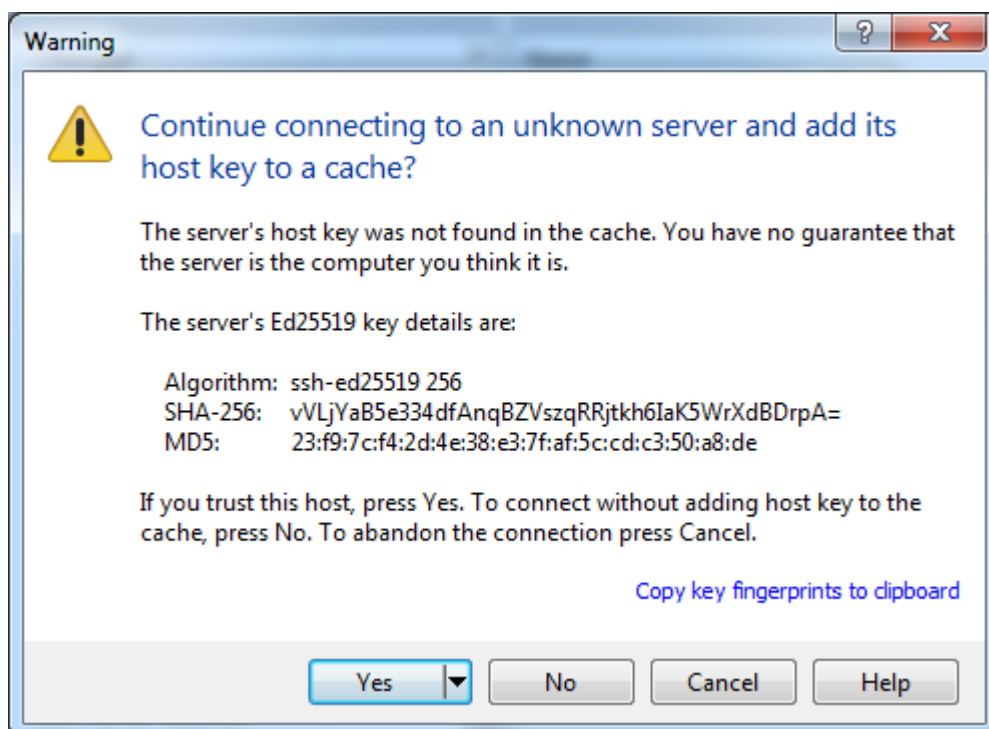 Warning
Continue connecting to an unknown server and add its
host key to a cache?
The server's host key was not found in the cache. You have no guarantee that
the server is the computer you think it is.
The server's Ed25519 key details are:
Algorithm: ssh-ed25519 256
SHA-256: vVLjYaB5e334dfAnqBZVszqRRjtkh6IaK5WrXdBDrpA=
MD5: 23:f9:7c:f4:2d:4e:38:e3:7f:af:5c:cd:c3:50:a8:de
If you trust this host, press Yes. To connect without adding host key to the
cache, press No. To abandon the connection press Cancel.
Copy key fingerprints to clipboard
Yes No Cancel Help